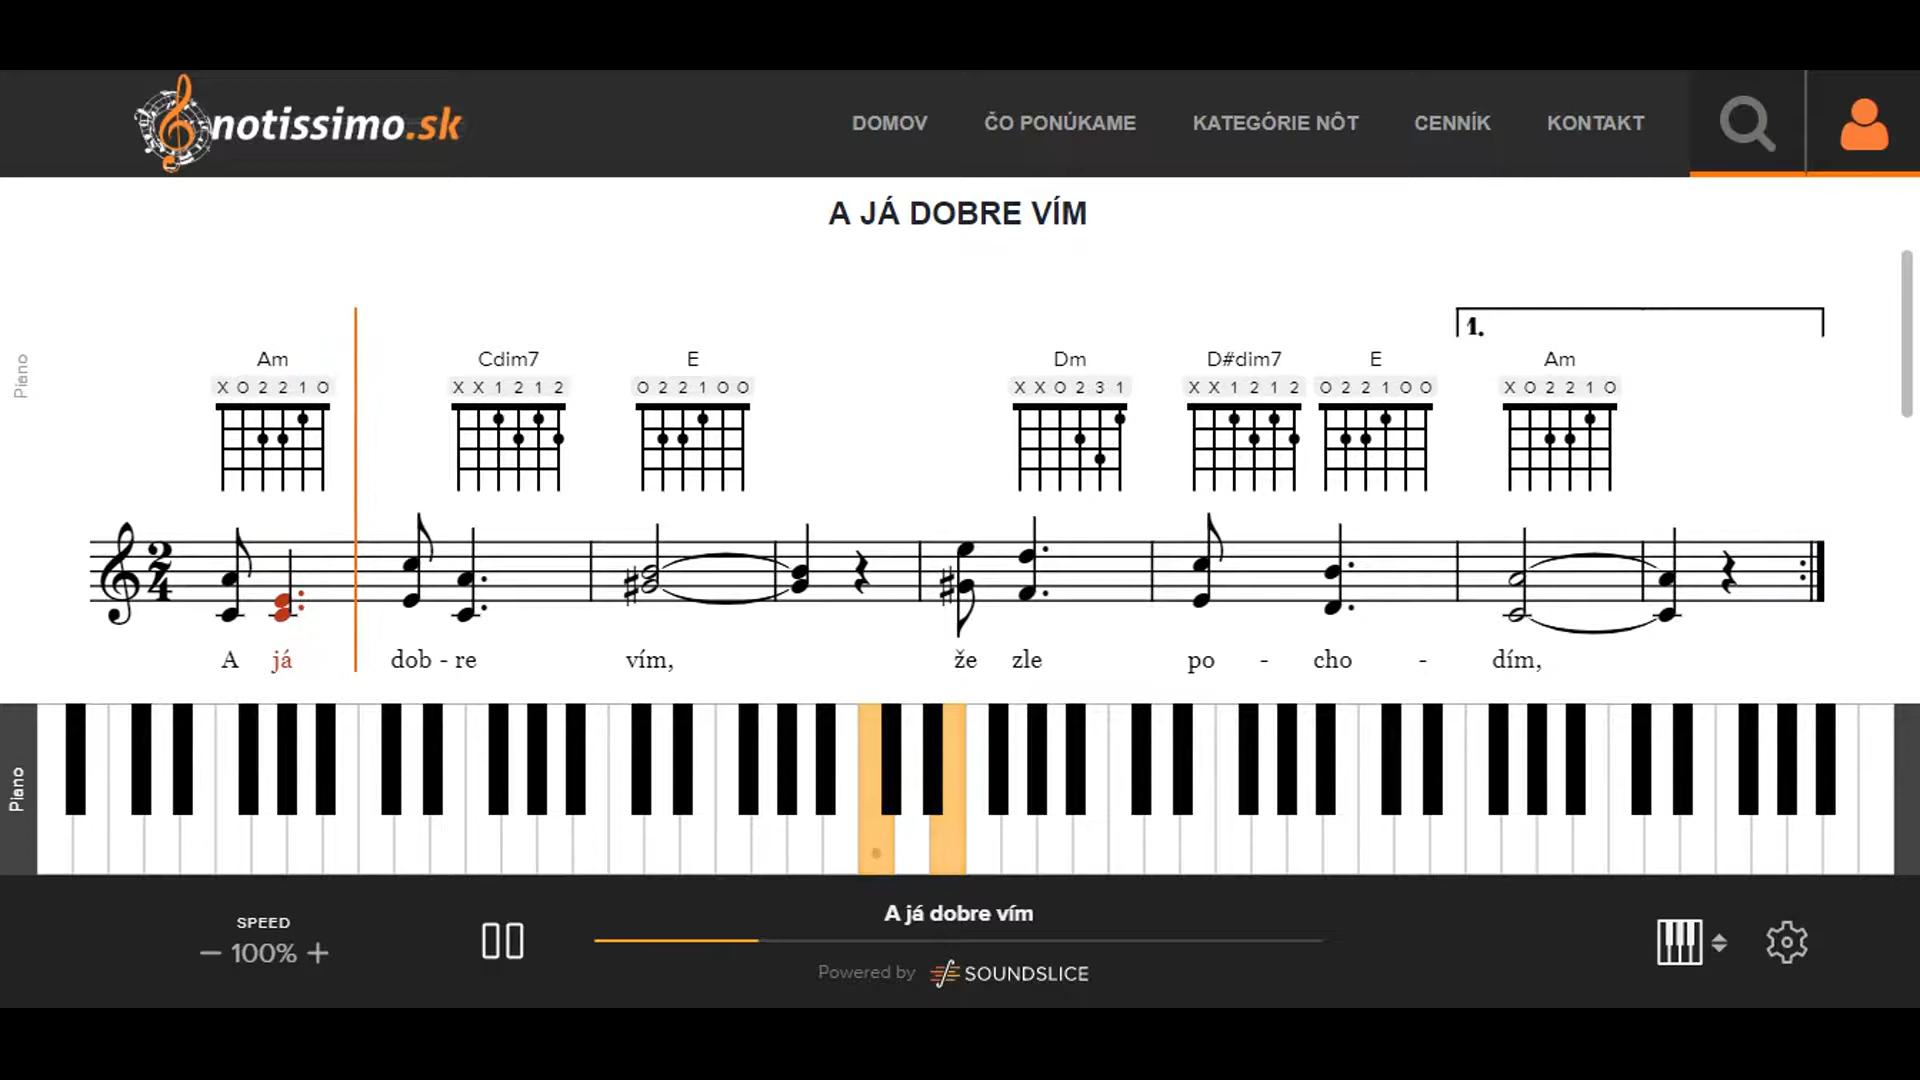 notissimo.sk
DOMOV ČO PONÚKAME KATEGÓRIE NÔT CENNÍK KONTAKT
A JÁ DOBRE VÍM
1.
Piano
Am Cdim7 E Dm D#dim7 E Am
X O 2 2 1 O X X 1 2 1 2 O 2 2 1 O O X X O 2 3 1 X X 1 2 1 2 O 2 2 1 O O X O 2 2 1 O
2
4
A já dob - re vím, že zle po - cho - dím,
Piano
A já dobre vím
SPEED
– 100% +
Powered by SOUNDSLICE